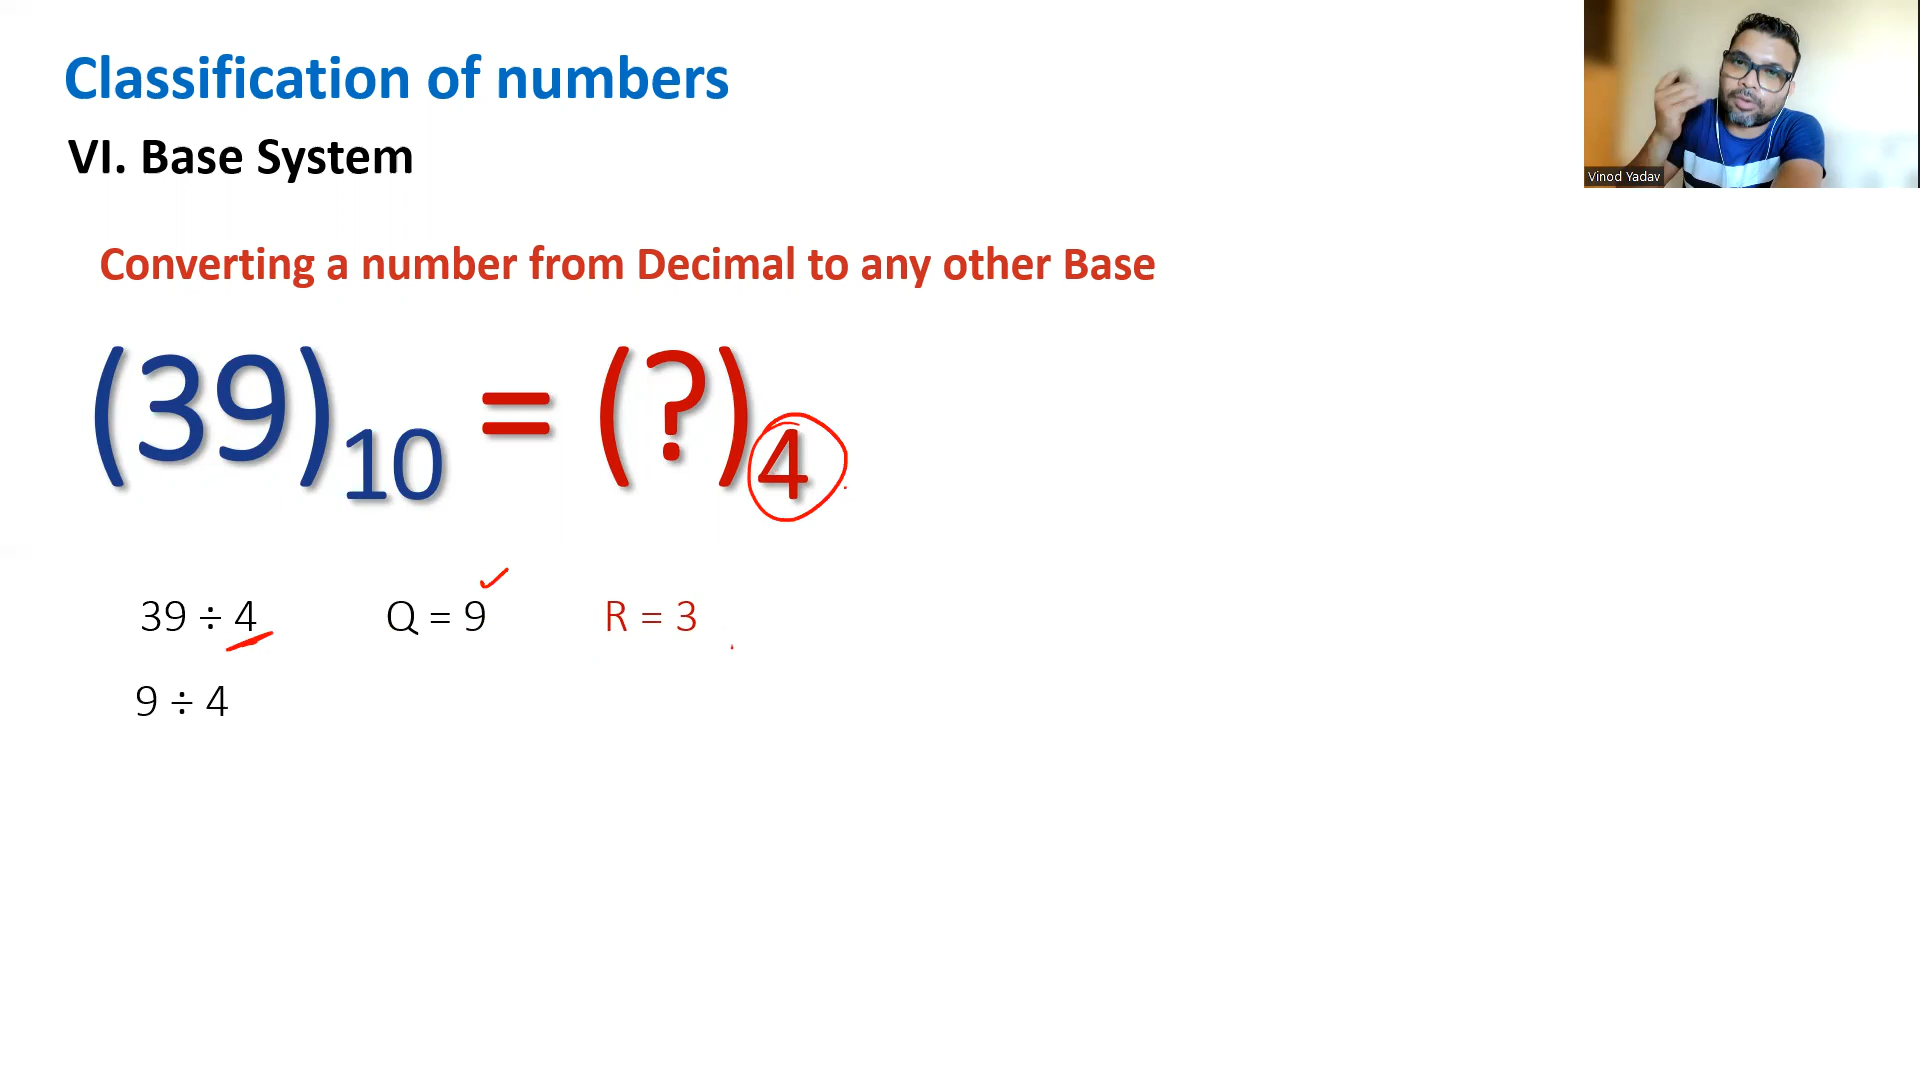 Classification of numbers
VI. Base System
Vinod Yadav
Converting a number from Decimal to any other Base
(39)10 = (?)4
39 ÷ 4 Q = 9 R = 3
9 ÷ 4